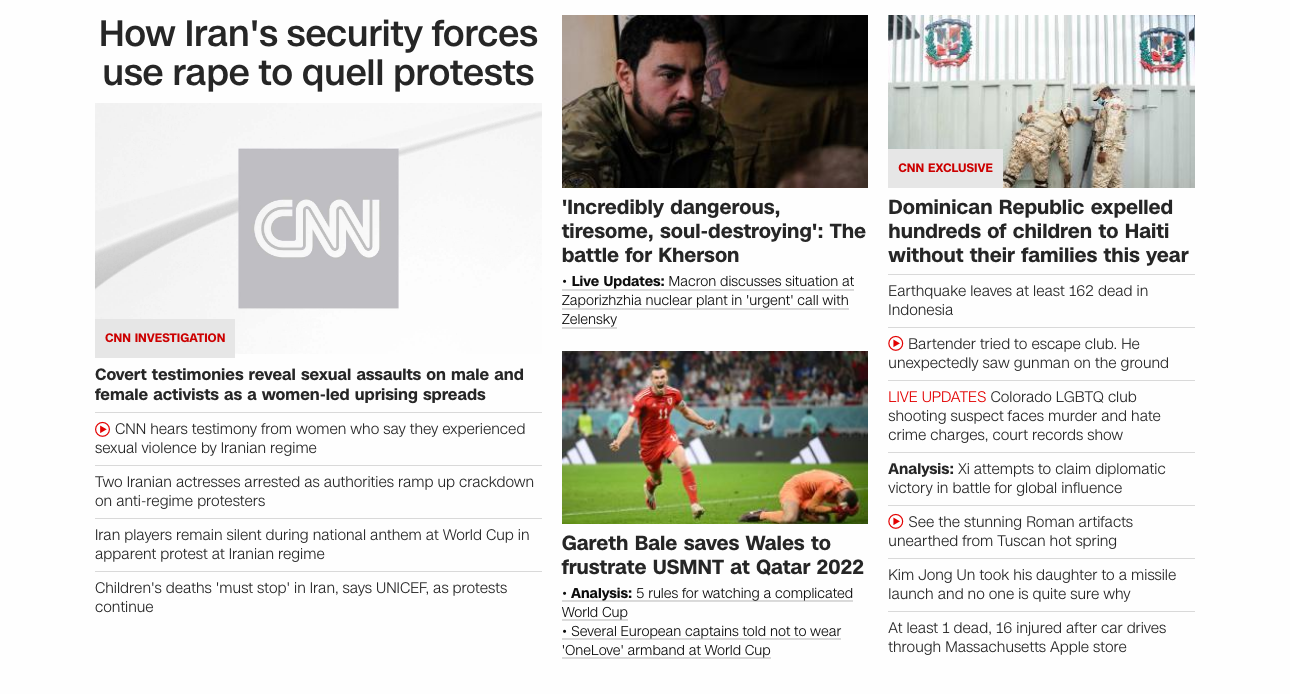 How Iran's security forces
use rape to quell protests
CNN
CNN INVESTIGATION
Covert testimonies reveal sexual assaults on male and
female activists as a women-led uprising spreads
CNN hears testimony from women who say they experienced
sexual violence by Iranian regime
Two Iranian actresses arrested as authorities ramp up crackdown
on anti-regime protesters
Iran players remain silent during national anthem at World Cup in
apparent protest at Iranian regime
Children's deaths 'must stop' in Iran, says UNICEF, as protests
continue
'Incredibly dangerous,
tiresome, soul-destroying': The
battle for Kherson
• Live Updates: Macron discusses situation at
Zaporizhzhia nuclear plant in 'urgent' call with
Zelensky
11
Gareth Bale saves Wales to
frustrate USMNT at Qatar 2022
• Analysis: 5 rules for watching a complicated
World Cup
• Several European captains told not to wear
'OneLove' armband at World Cup
CNN EXCLUSIVE
Dominican Republic expelled
hundreds of children to Haiti
without their families this year
Earthquake leaves at least 162 dead in
Indonesia
Bartender tried to escape club. He
unexpectedly saw gunman on the ground
LIVE UPDATES Colorado LGBTQ club
shooting suspect faces murder and hate
crime charges, court records show
Analysis: Xi attempts to claim diplomatic
victory in battle for global influence
See the stunning Roman artifacts
unearthed from Tuscan hot spring
Kim Jong Un took his daughter to a missile
launch and no one is quite sure why
At least 1 dead, 16 injured after car drives
through Massachusetts Apple store